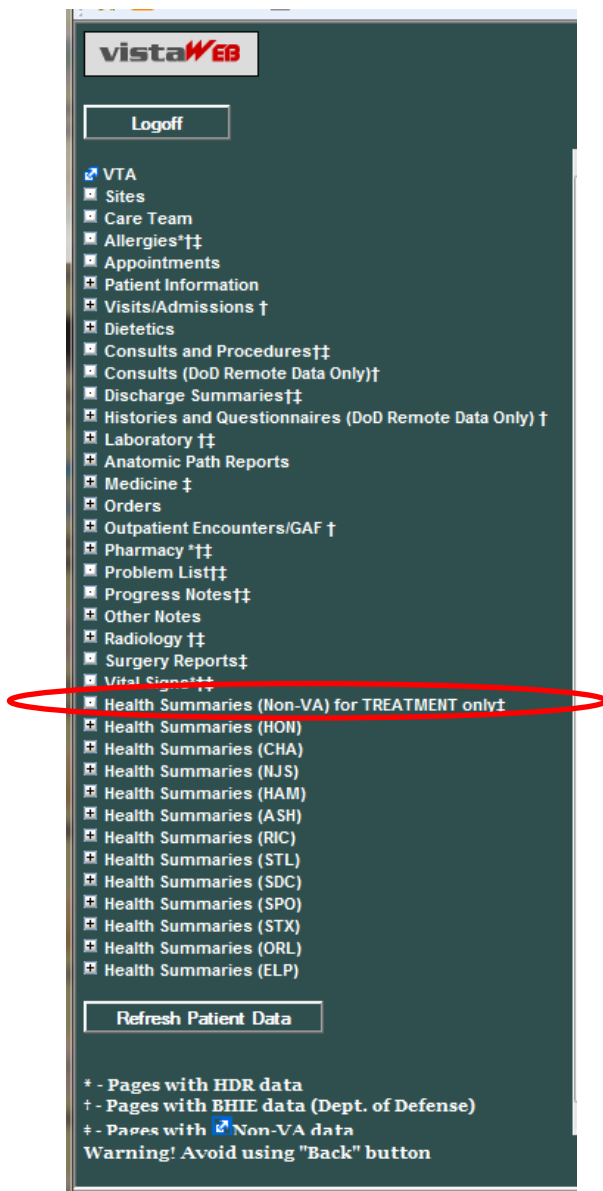 vistaWEB
Logoff
VTA
Sites
Care Team
Allergies*†‡
Appointments
Patient Information
Visits/Admissions †
Dietetics
Consults and Procedures†‡
Consults (DoD Remote Data Only)†
Discharge Summaries†‡
Histories and Questionnaires (DoD Remote Data Only) †
Laboratory †‡
Anatomic Path Reports
Medicine ‡
Orders
Outpatient Encounters/GAF †
Pharmacy *†‡
Problem List†‡
Progress Notes†‡
Other Notes
Radiology †‡
Surgery Reports‡
Vital Signs*†‡
Health Summaries (Non-VA) for TREATMENT only‡
Health Summaries (HON)
Health Summaries (CHA)
Health Summaries (NJS)
Health Summaries (HAM)
Health Summaries (ASH)
Health Summaries (RIC)
Health Summaries (STL)
Health Summaries (SDC)
Health Summaries (SPO)
Health Summaries (STX)
Health Summaries (ORL)
Health Summaries (ELP)
Refresh Patient Data
* - Pages with HDR data
† - Pages with BHIE data (Dept. of Defense)
‡ - Pages with Non-VA data
Warning! Avoid using "Back" button